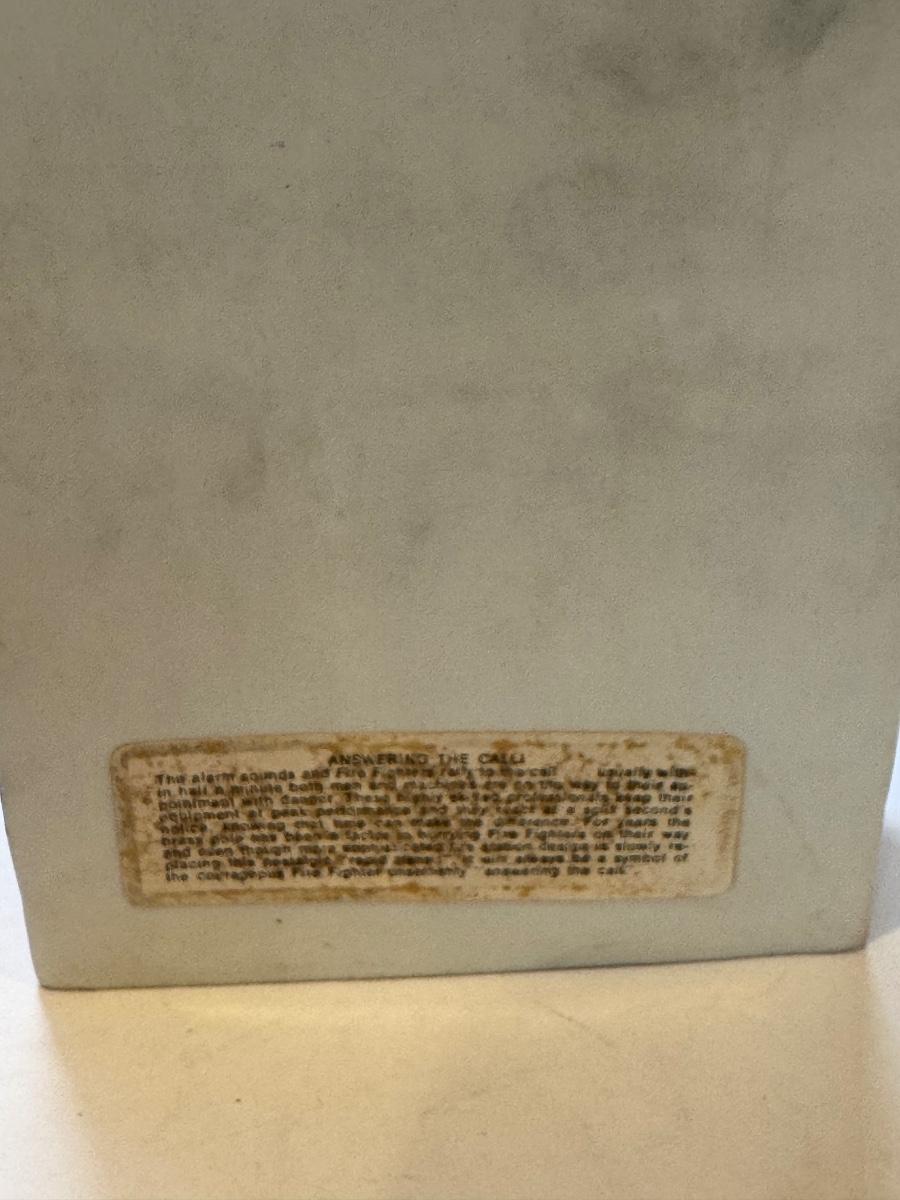 ANSWERING THE CALL!
The alarm sounds and Fire Fighters rally to the call usually with-
in half a minute both men and machines are on the way to their ap-
pointment with danger. These highly skilled professionals keep their
equipment at peak performance and they react at a split second's
notice, knowing that time can make the difference. For years the
brass pole has been a factor in hurrying Fire Fighters on their way
and even though more sophisticated fire station design is slowly re-
placing this nostalgic it will always be a symbol of
the courageous Fire Fighter unselfishly "answering the call".